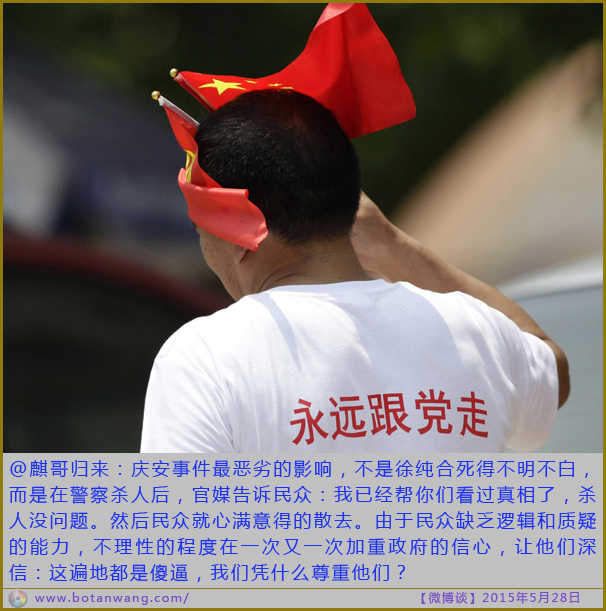 永远跟党走
@麒哥归来：庆安事件最恶劣的影响，不是徐纯合死得不明不白，
而是在警察杀人后，官媒告诉民众：我已经帮你们看过真相了，杀
人没问题。然后民众就心满意得的散去。由于民众缺乏逻辑和质疑
的能力，不理性的程度在一次又一次加重政府的信心，让他们深
信：这遍地都是傻逼，我们凭什么尊重他们？
www.botanwang.com/
【微博谈】2015年5月28日